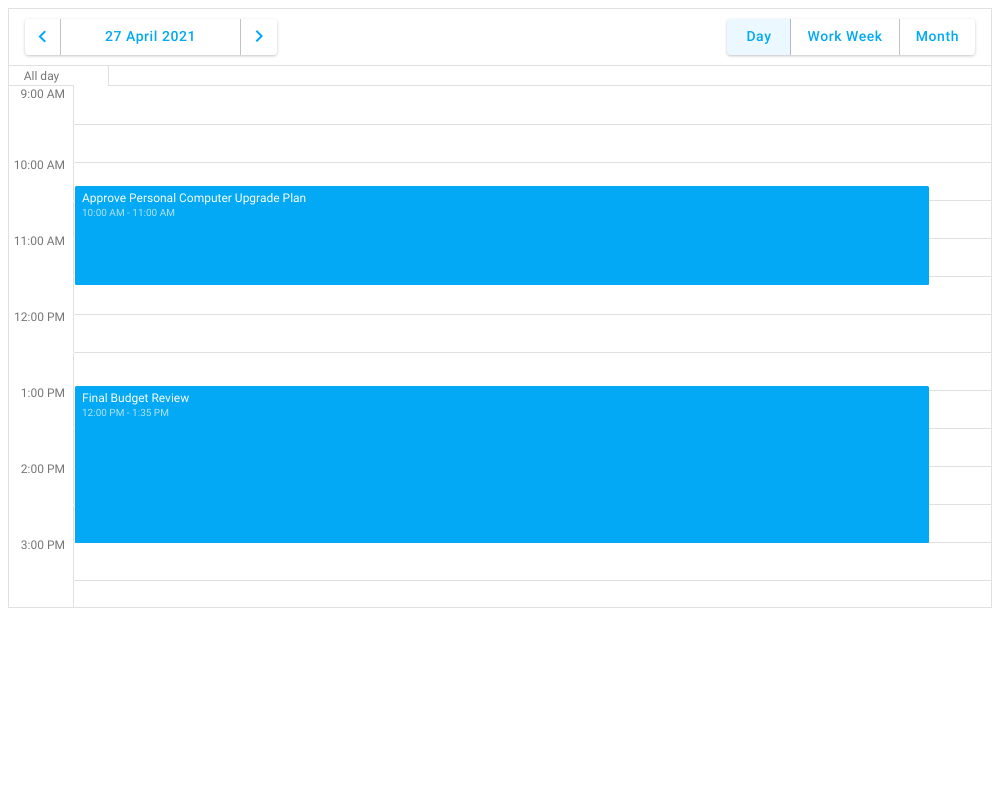 27 April 2021
Day
Work Week
Month
All day
9:00 AM
10:00 AM
Approve Personal Computer Upgrade Plan
10:00 AM - 11:00 AM
11:00 AM
12:00 PM
1:00 PM
Final Budget Review
12:00 PM - 1:35 PM
2:00 PM
3:00 PM